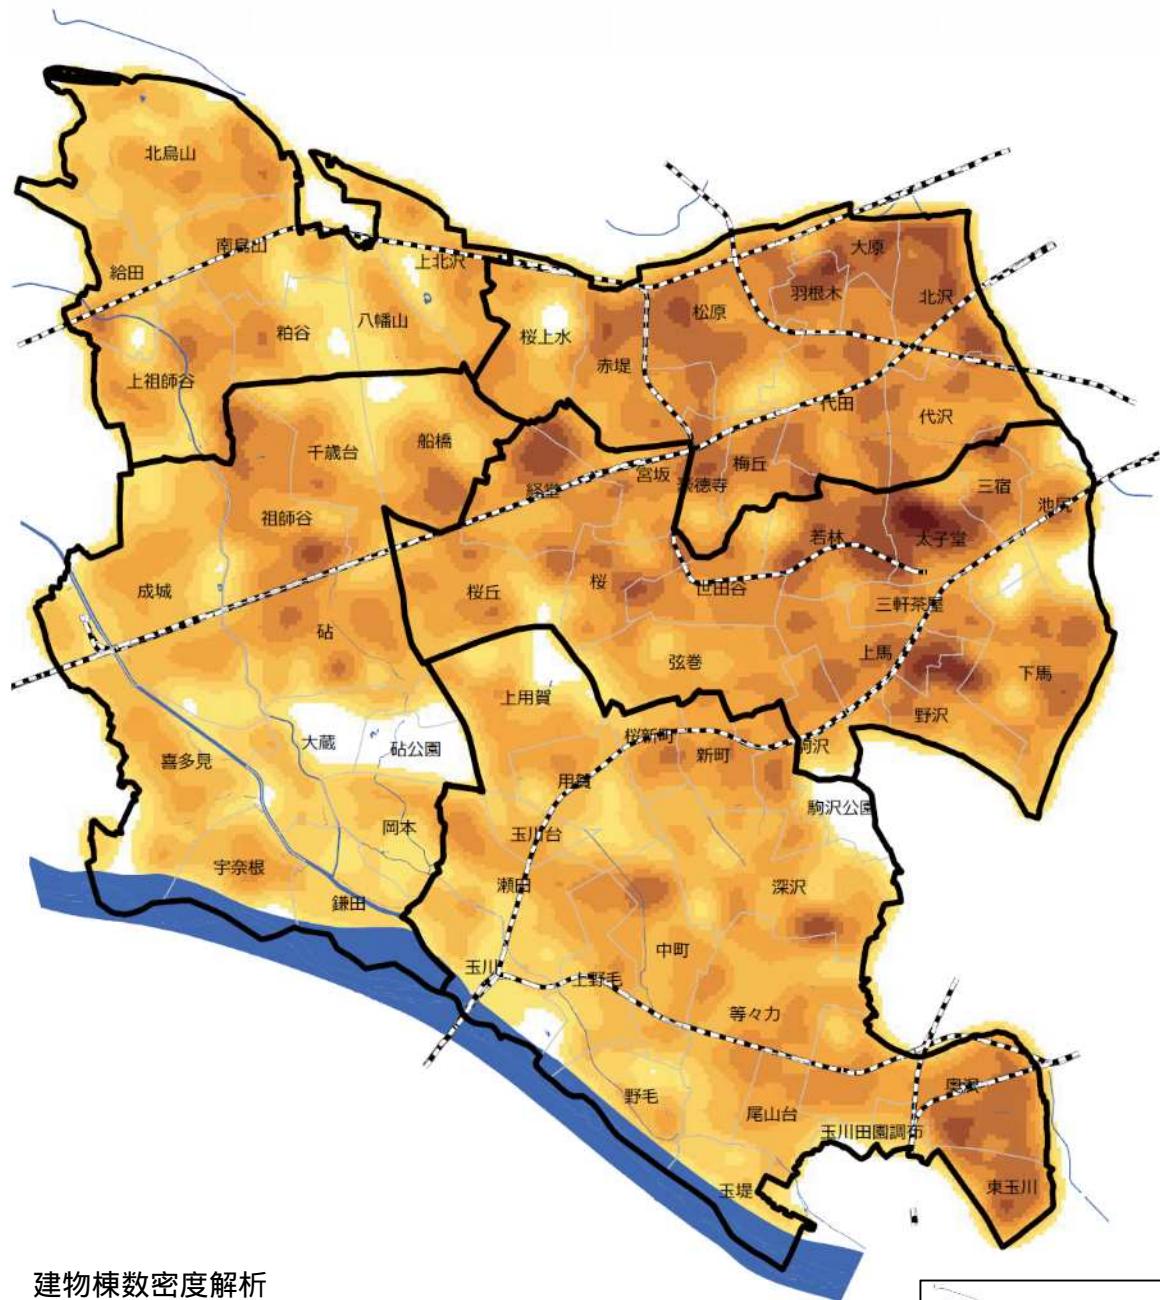 北烏山
大原
南烏山
上北沢
給田
羽根木
北沢
松原
八幡山
粕谷
桜上水
赤堤
上祖師谷
代田
代沢
船橋
千歳台
梅丘
宮坂
豪徳寺
三宿
経堂
池尻
祖師谷
若林
太子堂
桜
世田谷
成城
桜丘
三軒茶屋
砧
上馬
弦巻
下馬
上用賀
野沢
桜新町
大蔵
砧公園
新町
駒沢
喜多見
用賀
駒沢公園
岡本
玉川台
宇奈根
瀬田
深沢
鎌田
中町
玉川
上野毛
等々力
奥沢
野毛
尾山台
玉川田園調布
玉堤
東玉川
建物棟数密度解析